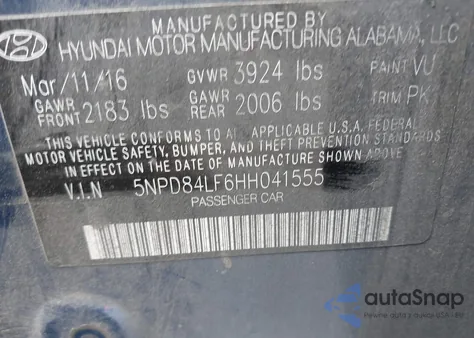 MANUFACTURED BY
HYUNDAI MOTOR MANUFACTURING ALABAMA, LLC
Mar/11/16 GVWR 3924 lbs PAINT VU
GAWR FRONT 2183 lbs GAWR REAR 2006 lbs TRIM PK
THIS VEHICLE CONFORMS TO AL APPLICABLE U.S.A. FEDERAL
MOTOR VEHICLE SAFETY, BUMPER, AND THEFT PREVENTION STANDARDS
IN EFFECT ON THE DATE OF MANUFACTURE SHOWN ABOVE.
V.I.N 5NPD84LF6HH041555
PASSENGER CAR
autoSnap